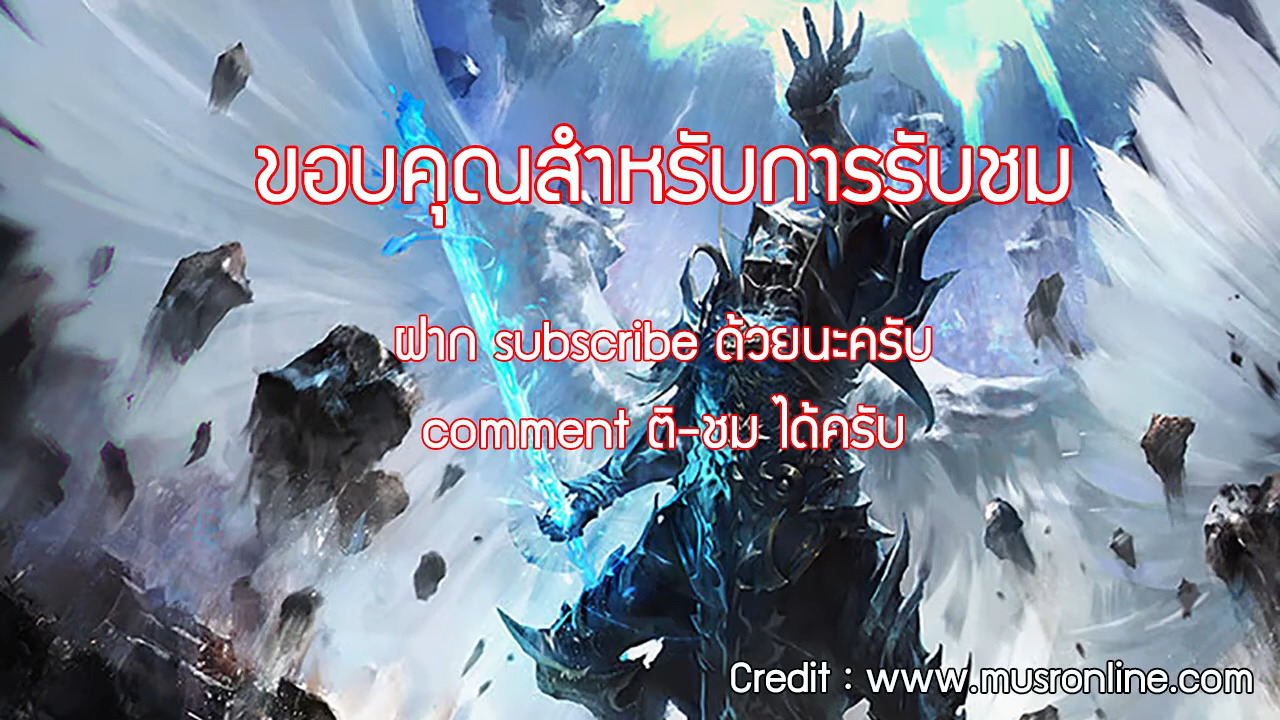 ขอบคุณสำหรับการรับชม
ฝาก subscribe ด้วยนะครับ
comment ติ-ชม ได้ครับ
Credit : www.musronline.com